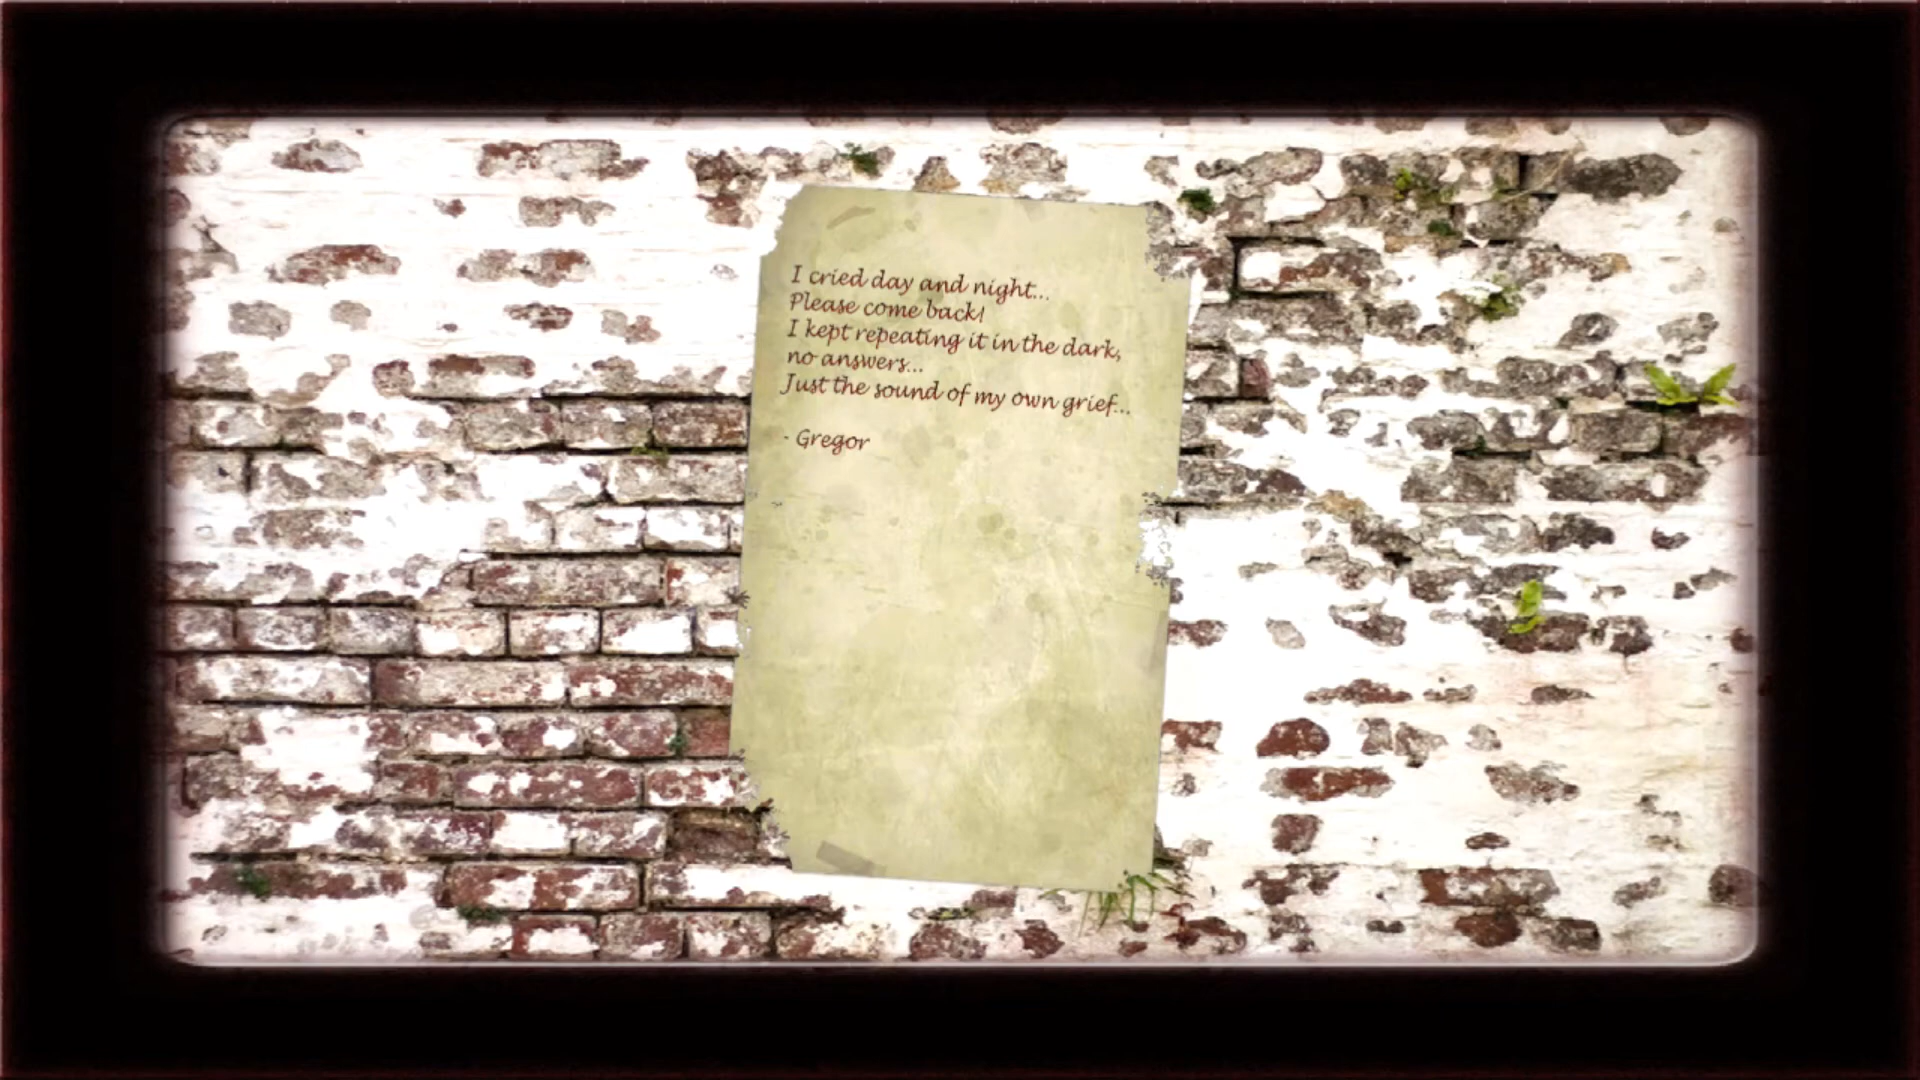 I cried day and night...
Please come back!
I kept repeating it in the dark,
no answers...
Just the sound of my own grief...
- Gregor